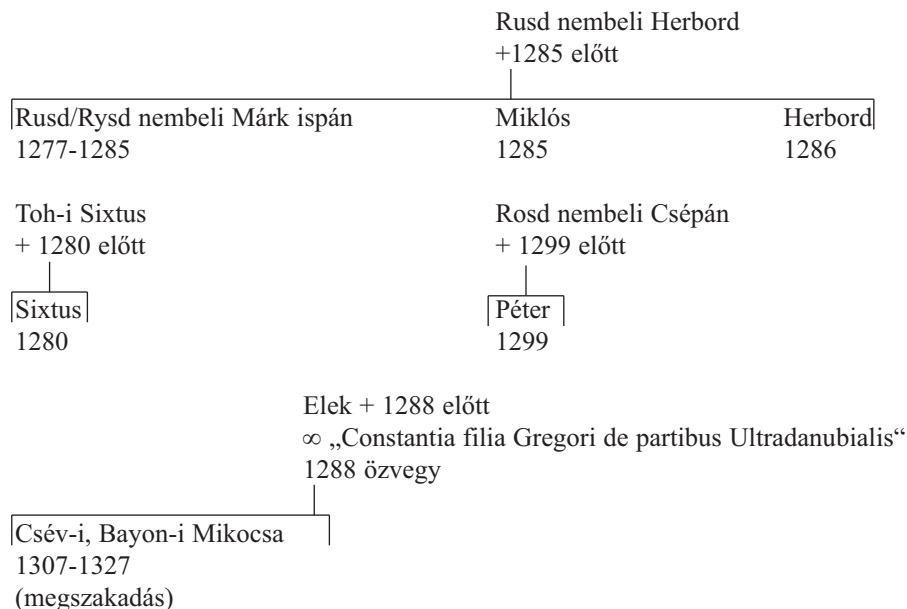 Rusd nembeli Herbord
+1285 előtt
Rusd/Rysd nembeli Márk ispán
1277-1285
Miklós
1285
Herbord
1286
Toh-i Sixtus
+ 1280 előtt
Sixtus
1280
Rosd nembeli Csépán
+ 1299 előtt
Péter
1299
Elek + 1288 előtt
∞ „Constantia filia Gregori de partibus Ultradanubialis“
1288 özvegy
Csév-i, Bayon-i Mikocsa
1307-1327
(megszakadás)